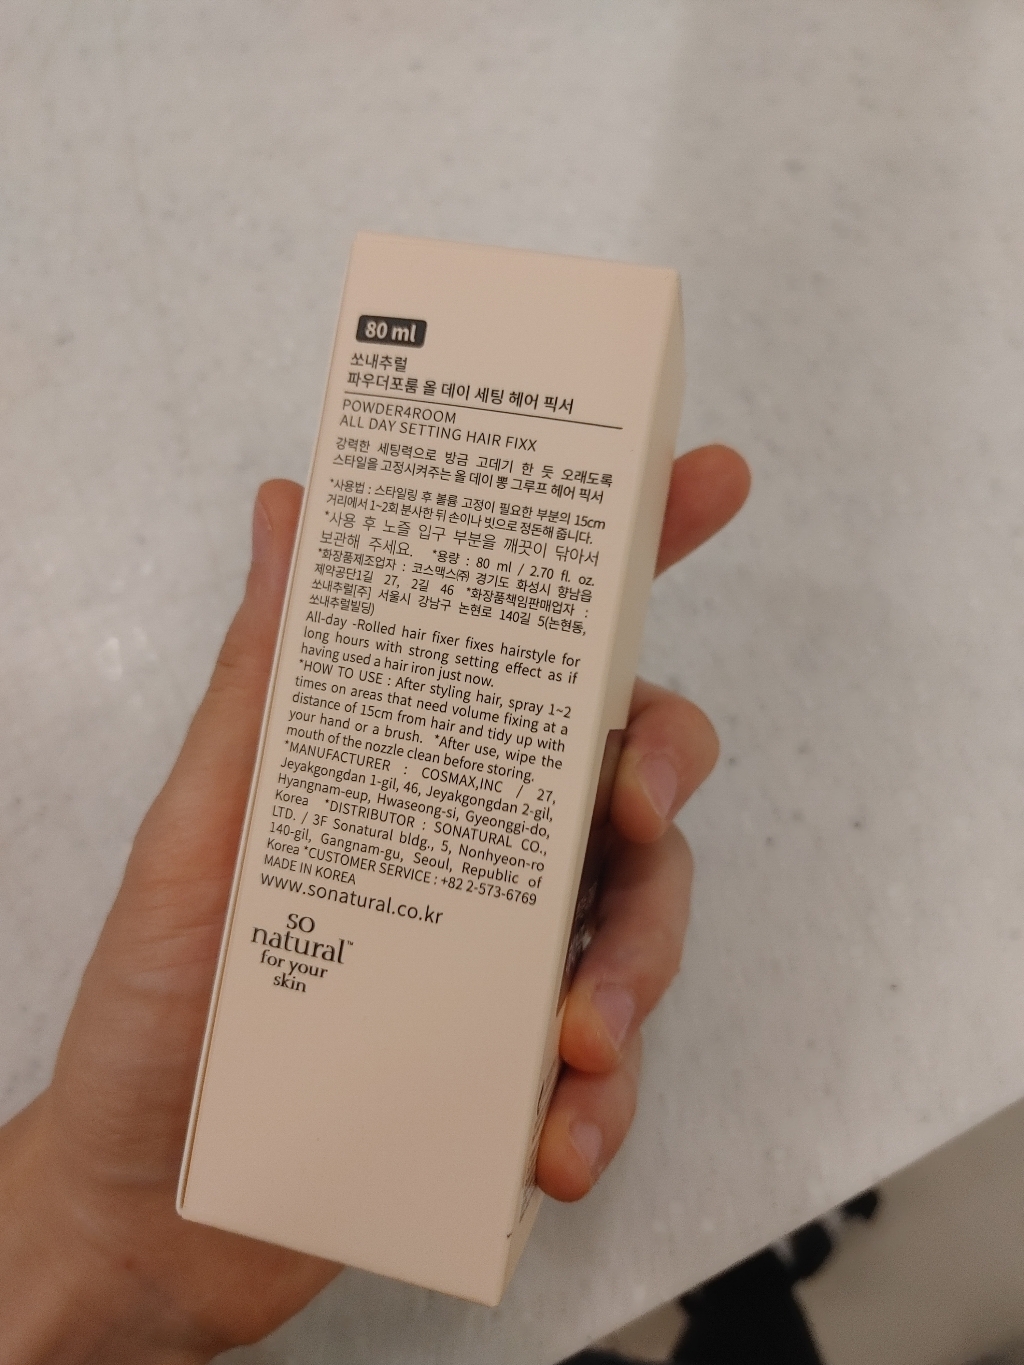 80 ml
쏘내추럴
파우더포룸 올 데이 세팅 헤어 픽서
POWDER4ROOM
ALL DAY SETTING HAIR FIXX
강력한 세팅력으로 방금 고데기 한 듯 오래도록
스타일을 고정시켜주는 올 데이 뽕 그루프 헤어 픽서
*사용법 : 스타일링 후 볼륨 고정이 필요한 부분의 15cm
거리에서 1~2회 분사한 뒤 손이나 빗으로 정돈해 줍니다.
*사용 후 노즐 입구 부분을 깨끗이 닦아서
보관해 주세요. *용량 : 80 ml / 2.70 fl. oz.
*화장품제조업자 : 코스맥스㈜ 경기도 화성시 향남읍
제약공단1길 27, 2길 46 *화장품책임판매업자 :
쏘내추럴[주] 서울시 강남구 논현로 140길 5(논현동,
쏘내추럴빌딩)
All-day -Rolled hair fixer fixes hairstyle for
long hours with strong setting effect as if
having used a hair iron just now.
*HOW TO USE : After styling hair, spray 1~2
times on areas that need volume fixing at a
distance of 15cm from hair and tidy up with
your hand or a brush. *After use, wipe the
mouth of the nozzle clean before storing.
*MANUFACTURER : COSMAX,INC / 27,
Jeyakgongdan 1-gil, 46, Jeyakgongdan 2-gil,
Hyangnam-eup, Hwaseong-si, Gyeonggi-do,
Korea *DISTRIBUTOR : SONATURAL CO.,
LTD. / 3F Sonatural bldg., 5, Nonhyeon-ro
140-gil, Gangnam-gu, Seoul, Republic of
Korea *CUSTOMER SERVICE : +82 2-573-6769
MADE IN KOREA
www.sonatural.co.kr
so
natural™
for your
skin